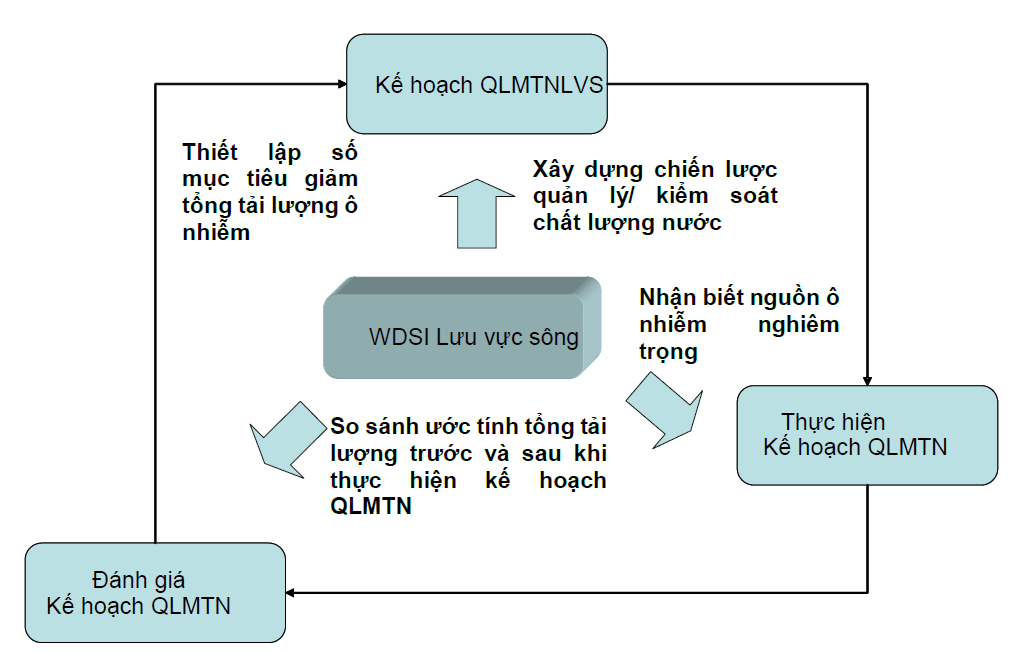 Kế hoạch QLMTNLVS
Thiết lập số
mục tiêu giảm
tổng tải lượng ô
nhiễm
Xây dựng chiến lược
quản lý/ kiểm soát
chất lượng nước
WDSI Lưu vực sông
Nhận biết nguồn ô
nhiễm nghiêm
trọng
Thực hiện
Kế hoạch QLMTN
So sánh ước tính tổng tải
lượng trước và sau khi
thực hiện kế hoạch
QLMTN
Đánh giá
Kế hoạch QLMTN